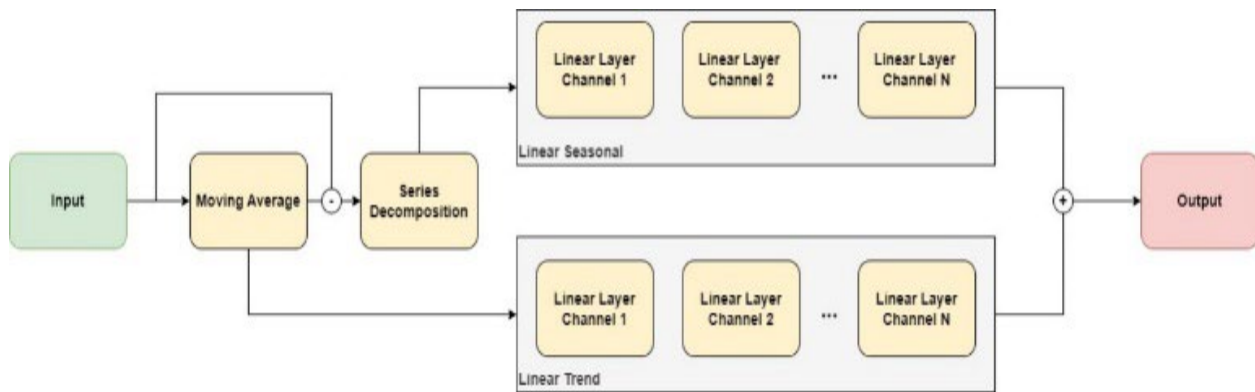 Input
Moving Average
-
Series
Decomposition
Linear Layer
Channel 1
Linear Layer
Channel 2
...
Linear Layer
Channel N
Linear Seasonal
Linear Layer
Channel 1
Linear Layer
Channel 2
...
Linear Layer
Channel N
Linear Trend
+
Output